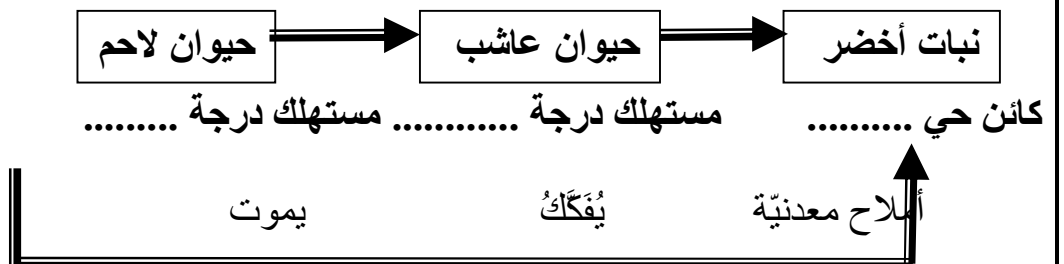 نبات أخضر حيوان عاشب حيوان لاحم
كائن حي .......... مستهلك درجة ............ مستهلك درجة .........
أملاح معدنيّة يُفَكَّكُ يموت